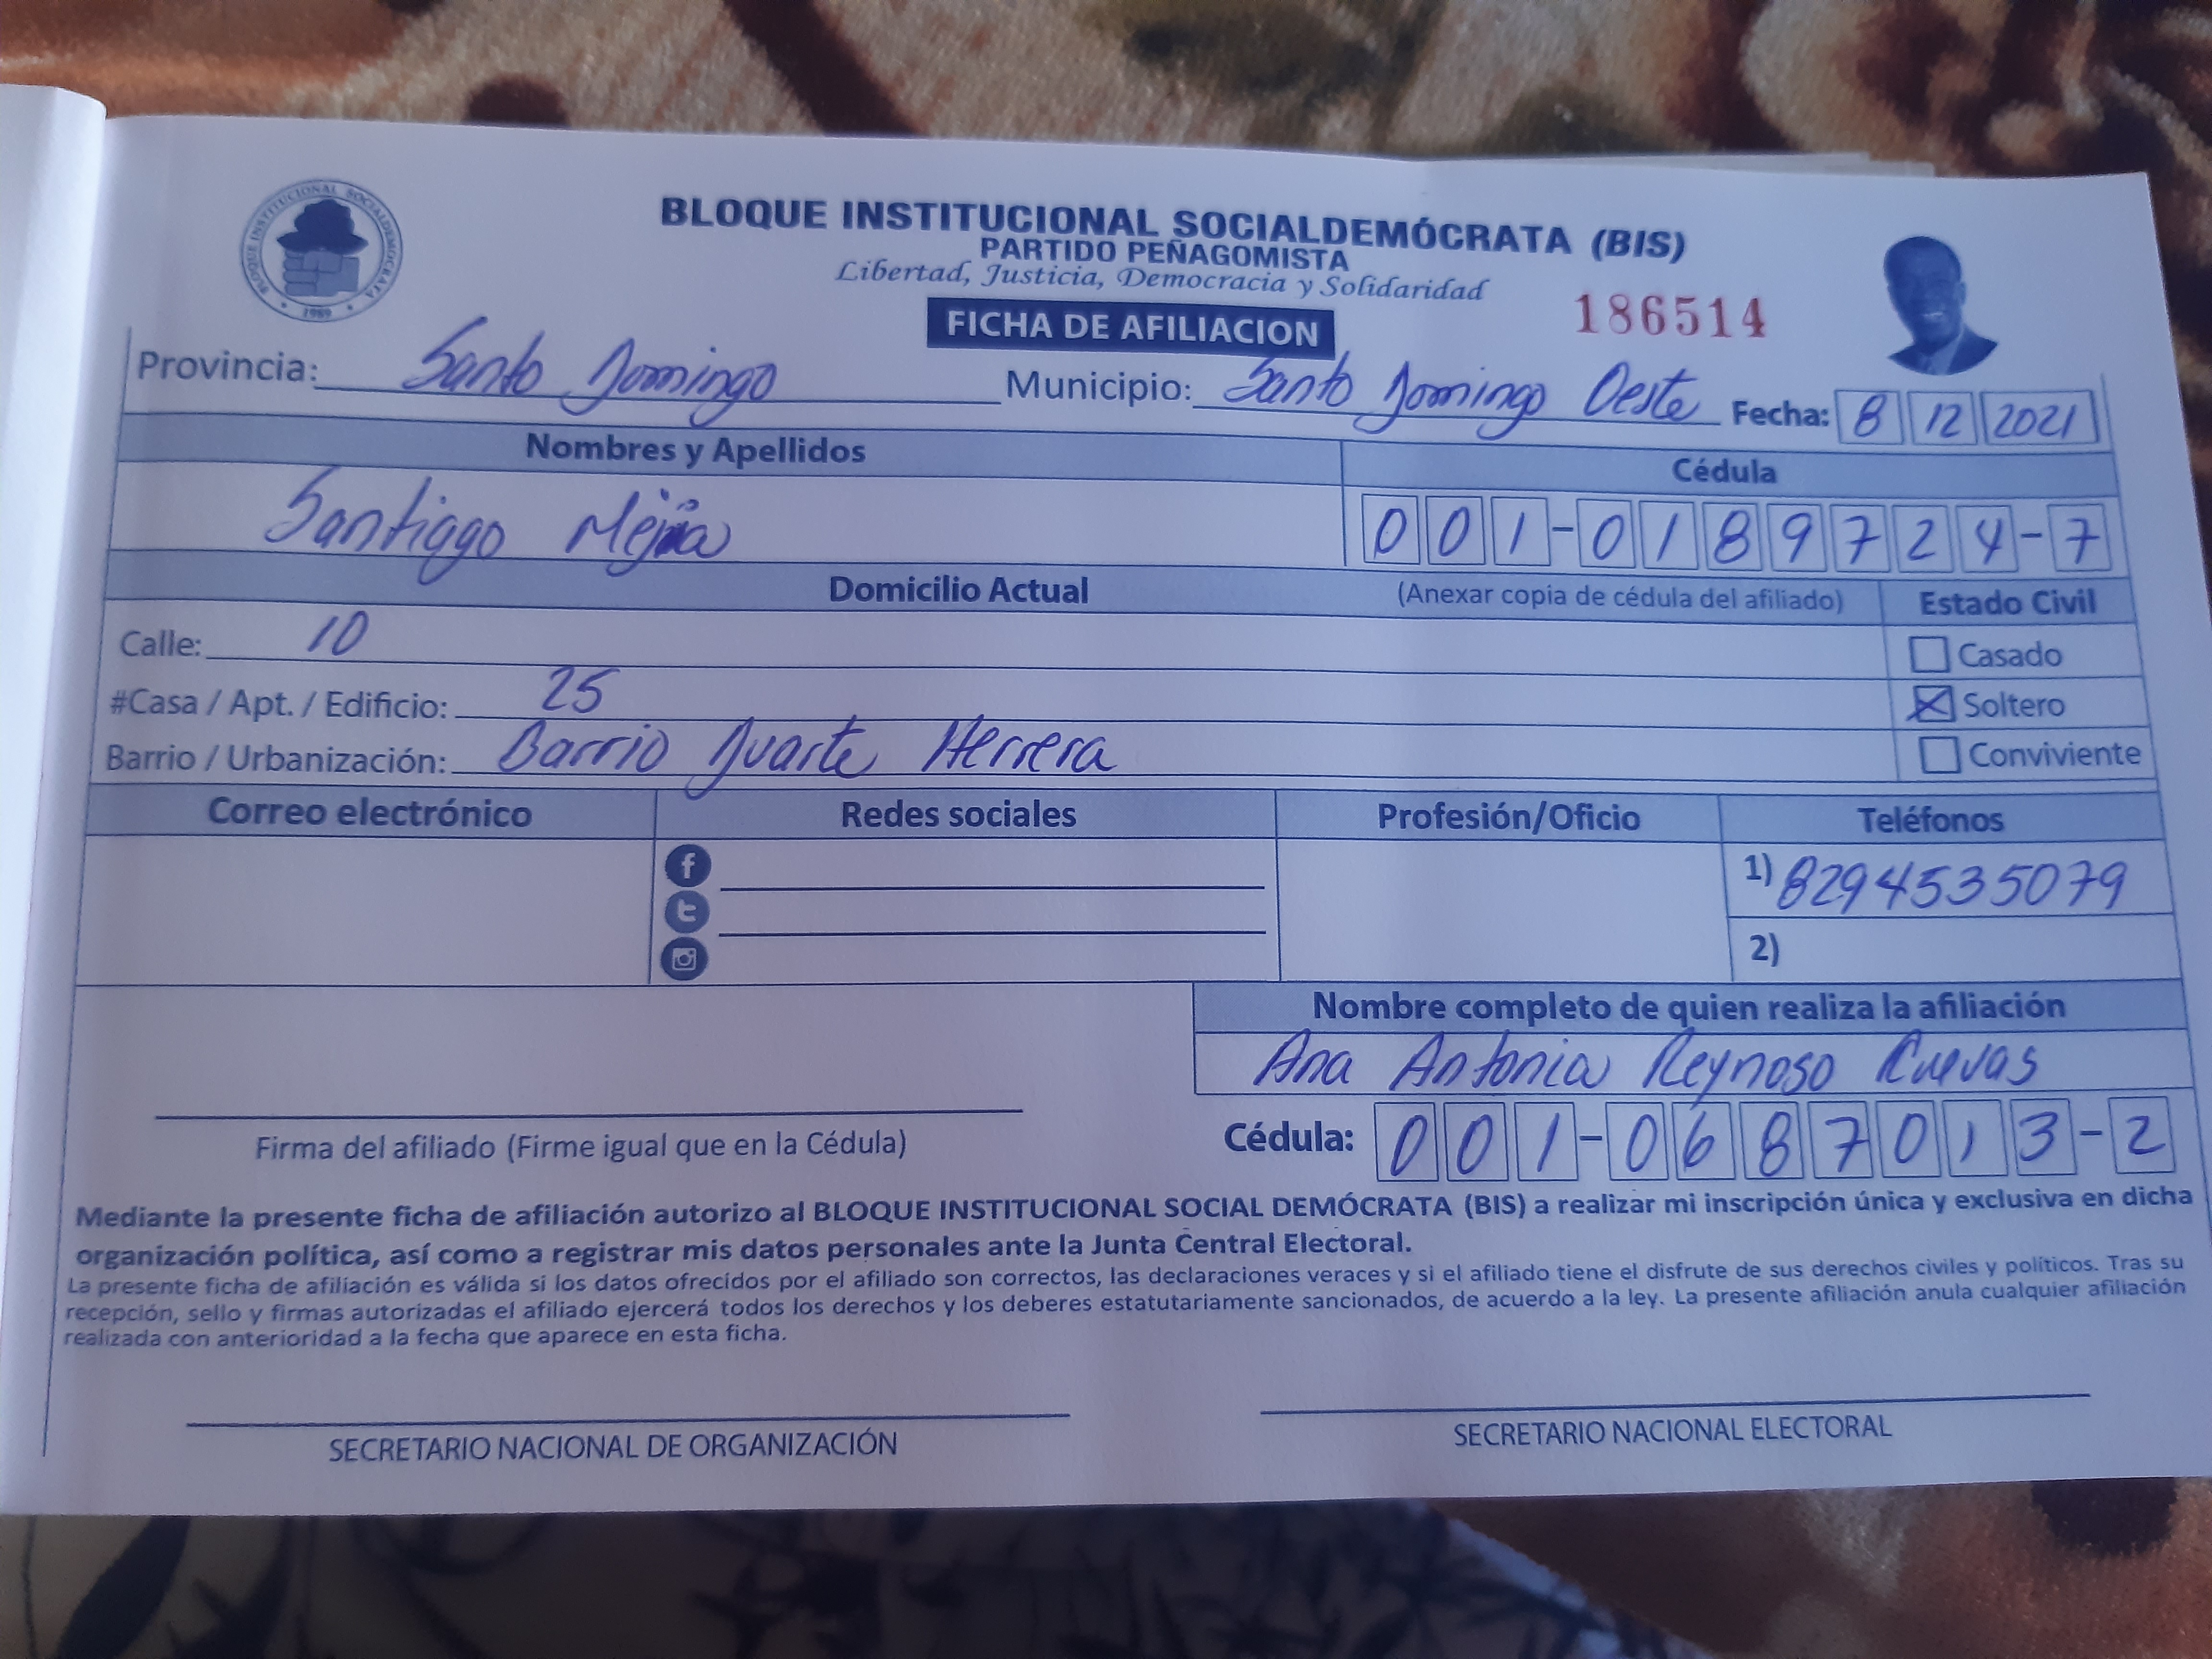 BLOQUE INSTITUCIONAL SOCIALDEMOCRATA
1989
BLOQUE INSTITUCIONAL SOCIALDEMÓCRATA (BIS)
PARTIDO PEÑAGOMISTA
Libertad, Justicia, Democracia y Solidaridad
FICHA DE AFILIACION
186514
Provincia: Santo Domingo Municipio: Santo Domingo Oeste Fecha: 8 12 2021
Nombres y Apellidos Cédula
Santiago Mejia 001-0189724-7
Domicilio Actual (Anexar copia de cédula del afiliado) Estado Civil
Calle: 10 Casado
#Casa / Apt. / Edificio: 25 Soltero
Barrio / Urbanización: Barrio Duarte Herrera Conviviente
Correo electrónico Redes sociales Profesión/Oficio Teléfonos
1) 8294535079
2)
Nombre completo de quien realiza la afiliación
Ana Antonia Reynoso Cuevas
Firma del afiliado (Firme igual que en la Cédula) Cédula: 001-0687013-2
Mediante la presente ficha de afiliación autorizo al BLOQUE INSTITUCIONAL SOCIAL DEMÓCRATA (BIS) a realizar mi inscripción única y exclusiva en dicha
organización política, así como a registrar mis datos personales ante la Junta Central Electoral.
La presente ficha de afiliación es válida si los datos ofrecidos por el afiliado son correctos, las declaraciones veraces y si el afiliado tiene el disfrute de sus derechos civiles y políticos. Tras su
recepción, sello y firmas autorizadas el afiliado ejercerá todos los derechos y los deberes estatutariamente sancionados, de acuerdo a la ley. La presente afiliación anula cualquier afiliación
realizada con anterioridad a la fecha que aparece en esta ficha.
SECRETARIO NACIONAL DE ORGANIZACIÓN SECRETARIO NACIONAL ELECTORAL